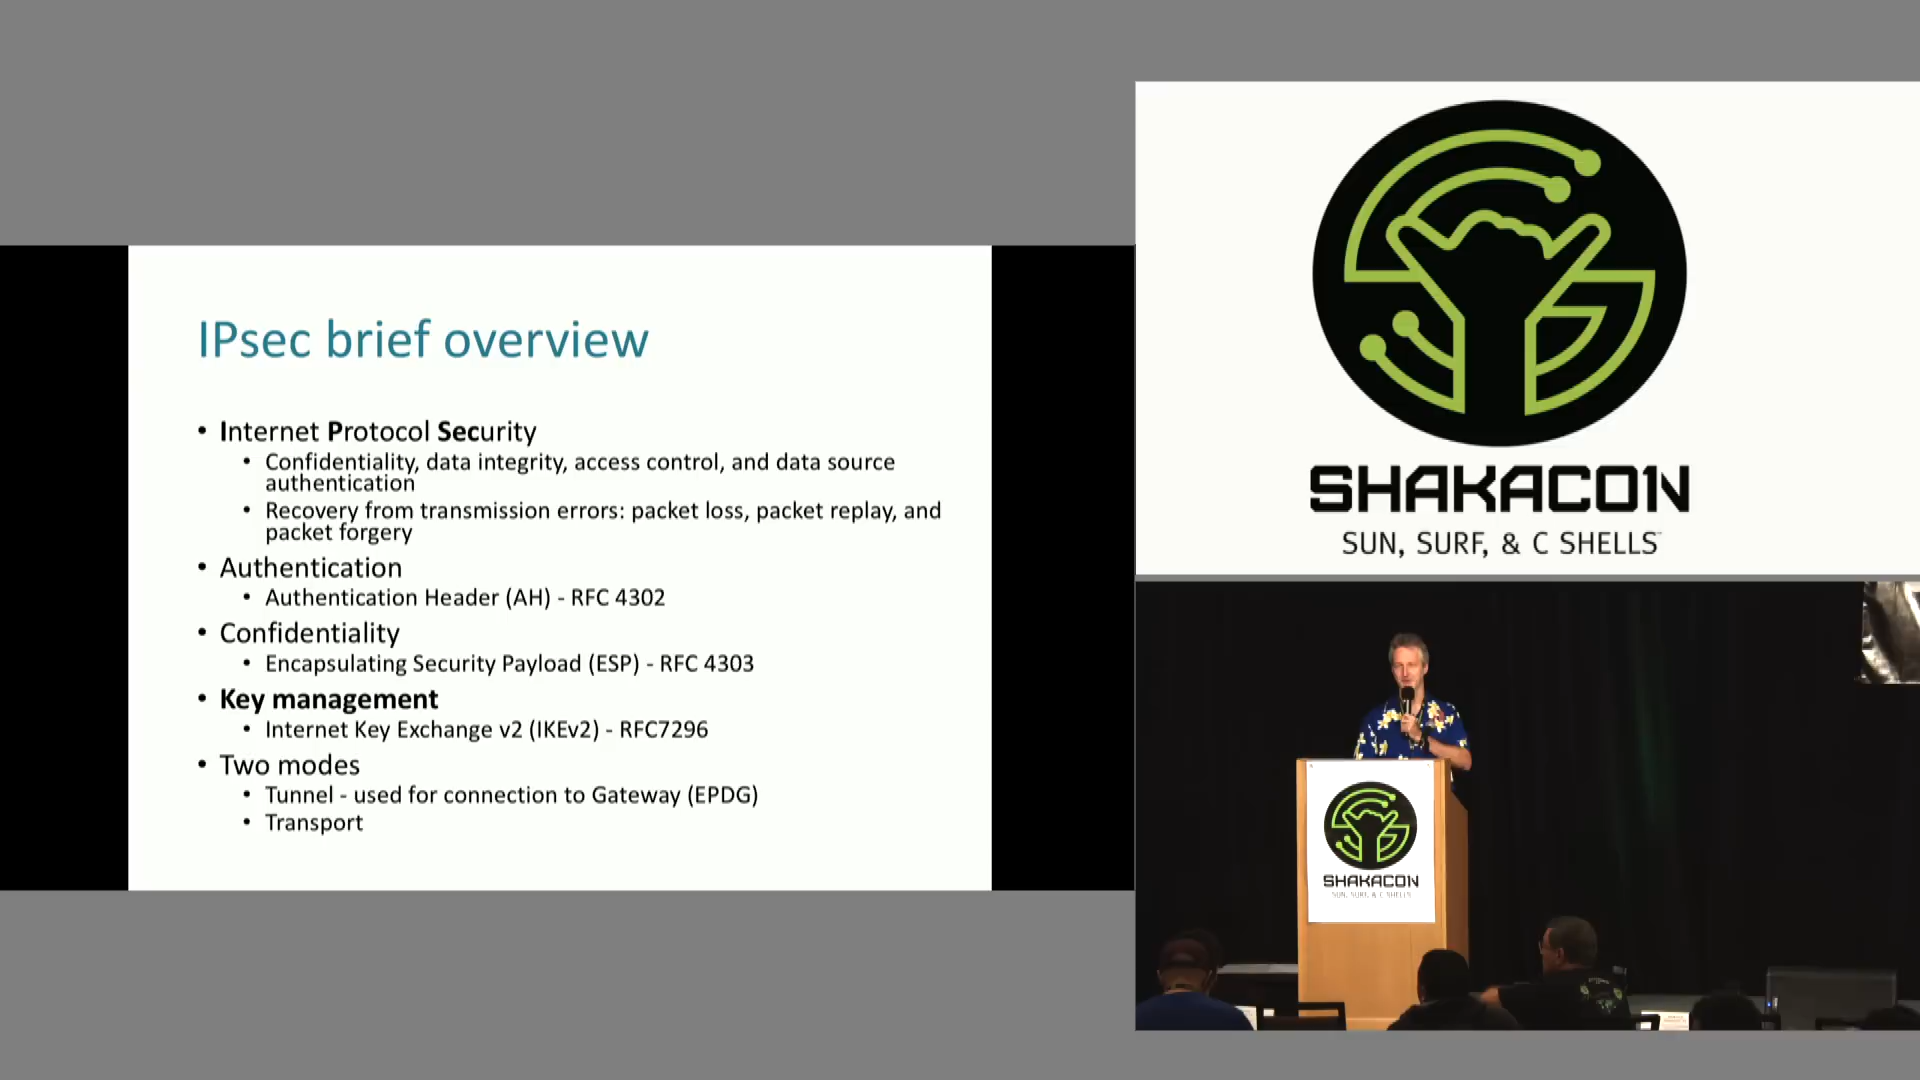 IPsec brief overview
• Internet Protocol Security
• Confidentiality, data integrity, access control, and data source
authentication
• Recovery from transmission errors: packet loss, packet replay, and
packet forgery
• Authentication
• Authentication Header (AH) - RFC 4302
• Confidentiality
• Encapsulating Security Payload (ESP) - RFC 4303
• Key management
• Internet Key Exchange v2 (IKEv2) - RFC7296
• Two modes
• Tunnel - used for connection to Gateway (EPDG)
• Transport
SHAKACON
SUN, SURF, & C SHELLS™
SHAKACON
SUN, SURF, & C SHELLS